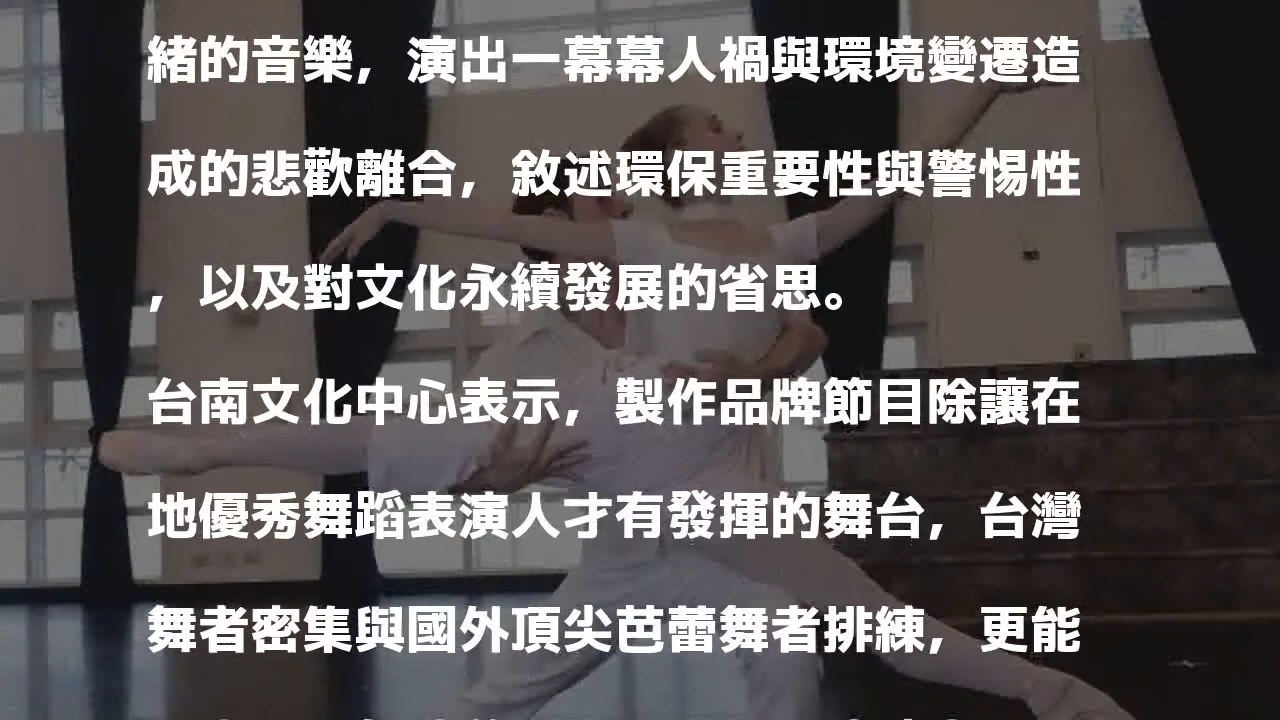 緒的音樂，演出一幕幕人禍與環境變遷造
成的悲歡離合，敘述環保重要性與警惕性
，以及對文化永續發展的省思。
台南文化中心表示，製作品牌節目除讓在
地優秀舞蹈表演人才有發揮的舞台，台灣
舞者密集與國外頂尖芭蕾舞者排練，更能